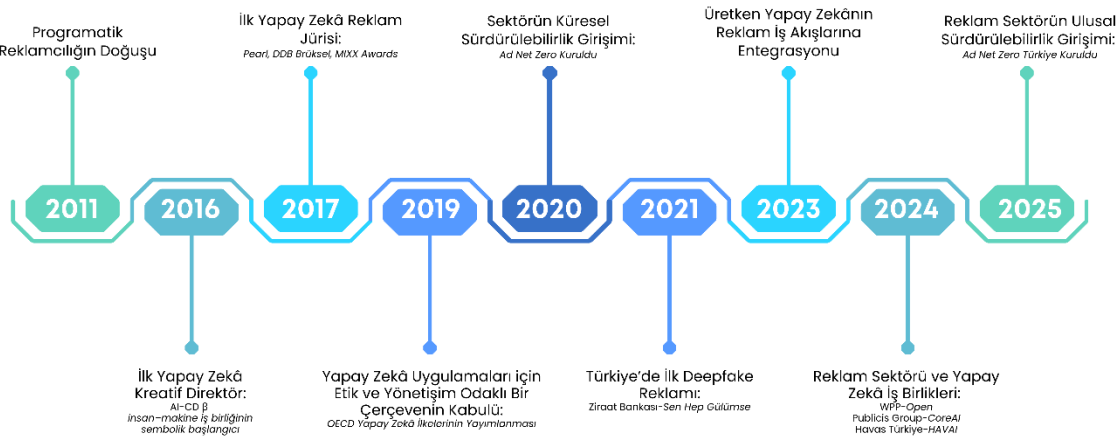 Programatik
Reklamcılığın Doğuşu
İlk Yapay Zekâ Reklam
Jürisi:
Pearl, DDB Brüksel, MIXX Awards
Sektörün Küresel
Sürdürülebilirlik Girişimi:
Ad Net Zero Kuruldu
Üretken Yapay Zekânın
Reklam İş Akışlarına
Entegrasyonu
Reklam Sektörün Ulusal
Sürdürülebilirlik Girişimi:
Ad Net Zero Türkiye Kuruldu
2011
2016
2017
2019
2020
2021
2023
2024
2025
İlk Yapay Zekâ
Kreatif Direktör:
AI-CD β
insan–makine iş birliğinin
sembolik başlangıcı
Yapay Zekâ Uygulamaları için
Etik ve Yönetişim Odaklı Bir
Çerçevenin Kabulü:
OECD Yapay Zekâ İlkelerinin Yayımlanması
Türkiye’de İlk Deepfake
Reklamı:
Ziraat Bankası-Sen Hep Gülümse
Reklam Sektörü ve Yapay
Zekâ İş Birlikleri:
WPP-Open
Publicis Group-CoreAI
Havas Türkiye-HAVAI